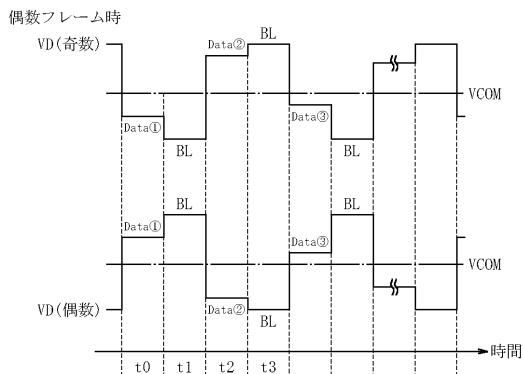 偶数フレーム時
VD(奇数)
Data②
BL
VCOM
Data①
BL
Data③
BL
BL
BL
Data①
Data③
VCOM
VD(偶数)
Data②
BL
時間
t0 t1 t2 t3